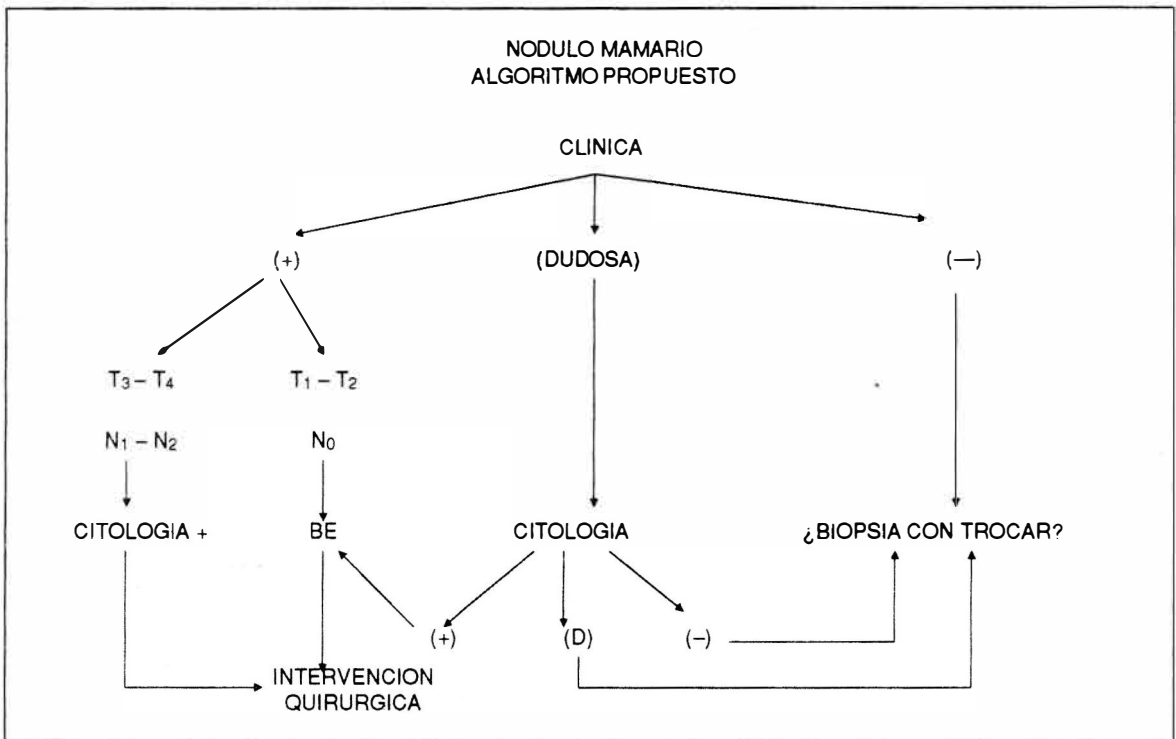 NODULO MAMARIO
ALGORITMO PROPUESTO
CLINICA
(+) (DUDOSA) (—)
T3 – T4 T1 – T2
N1 – N2 N0
CITOLOGIA + BE CITOLOGIA ¿BIOPSIA CON TROCAR?
(+) (D) (–)
INTERVENCION
QUIRURGICA